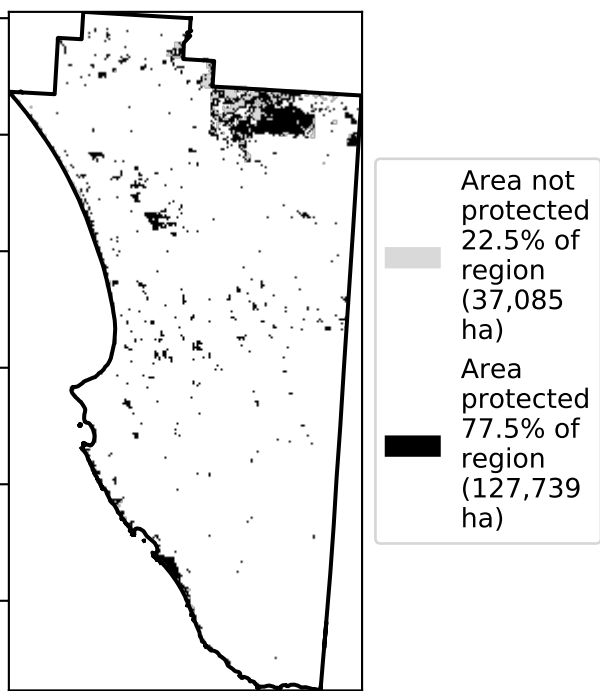 Area not
protected
22.5% of
region
(37,085
ha)
Area
protected
77.5% of
region
(127,739
ha)